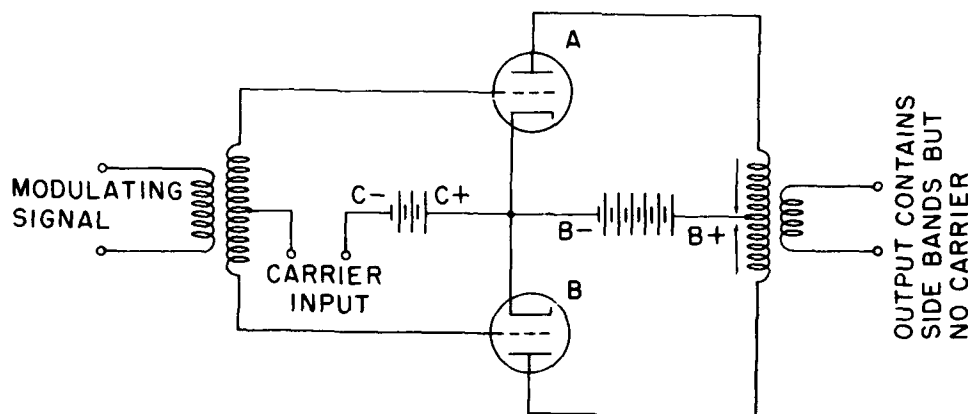 A
MODULATING
SIGNAL
C- C+
B- B+
CARRIER
INPUT
B
OUTPUT CONTAINS
SIDE BANDS BUT
NO CARRIER